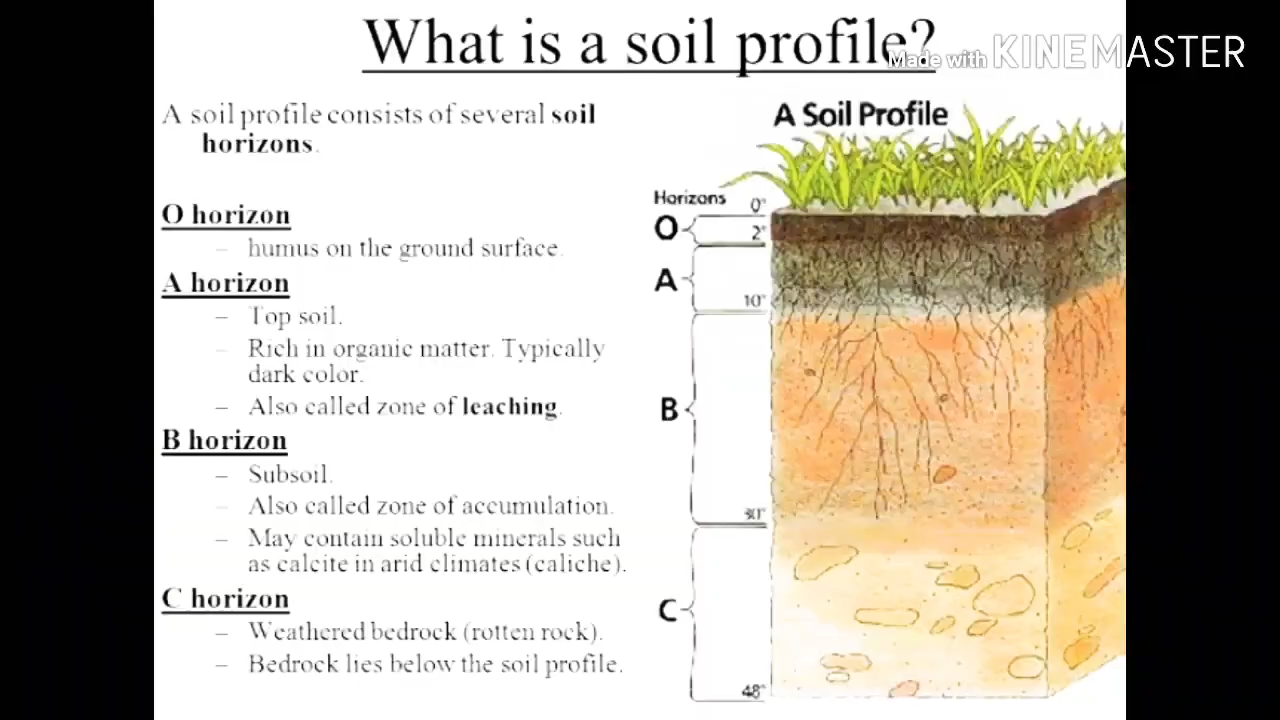 What is a soil profile?
Made with KINEMASTER
A soil profile consists of several soil
horizons.
O horizon
– humus on the ground surface.
A horizon
– Top soil.
– Rich in organic matter. Typically
dark color.
– Also called zone of leaching.
B horizon
– Subsoil.
– Also called zone of accumulation.
– May contain soluble minerals such
as calcite in arid climates (caliche).
C horizon
– Weathered bedrock (rotten rock).
– Bedrock lies below the soil profile.
A Soil Profile
Horizons
0"
O
2"
A
10"
B
30"
C
48"